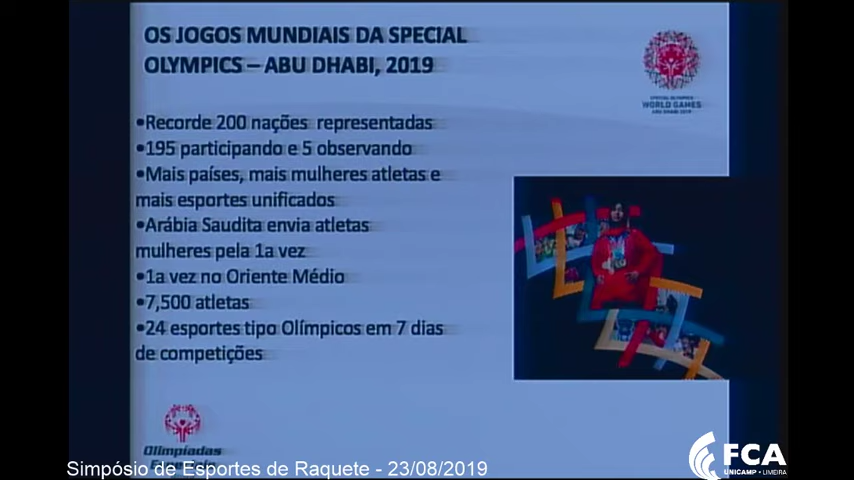 OS JOGOS MUNDIAIS DA SPECIAL
OLYMPICS – ABU DHABI, 2019
SPECIAL OLYMPICS
WORLD GAMES
ABU DHABI 2019
•Recorde 200 nações representadas
•195 participando e 5 observando
•Mais países, mais mulheres atletas e
mais esportes unificados
•Arábia Saudita envia atletas
mulheres pela 1a vez
•1a vez no Oriente Médio
•7,500 atletas
•24 esportes tipo Olímpicos em 7 dias
de competições
Olimpíadas
Simpósio de Esportes de Raquete - 23/08/2019
FCA
UNICAMP • LIMEIRA